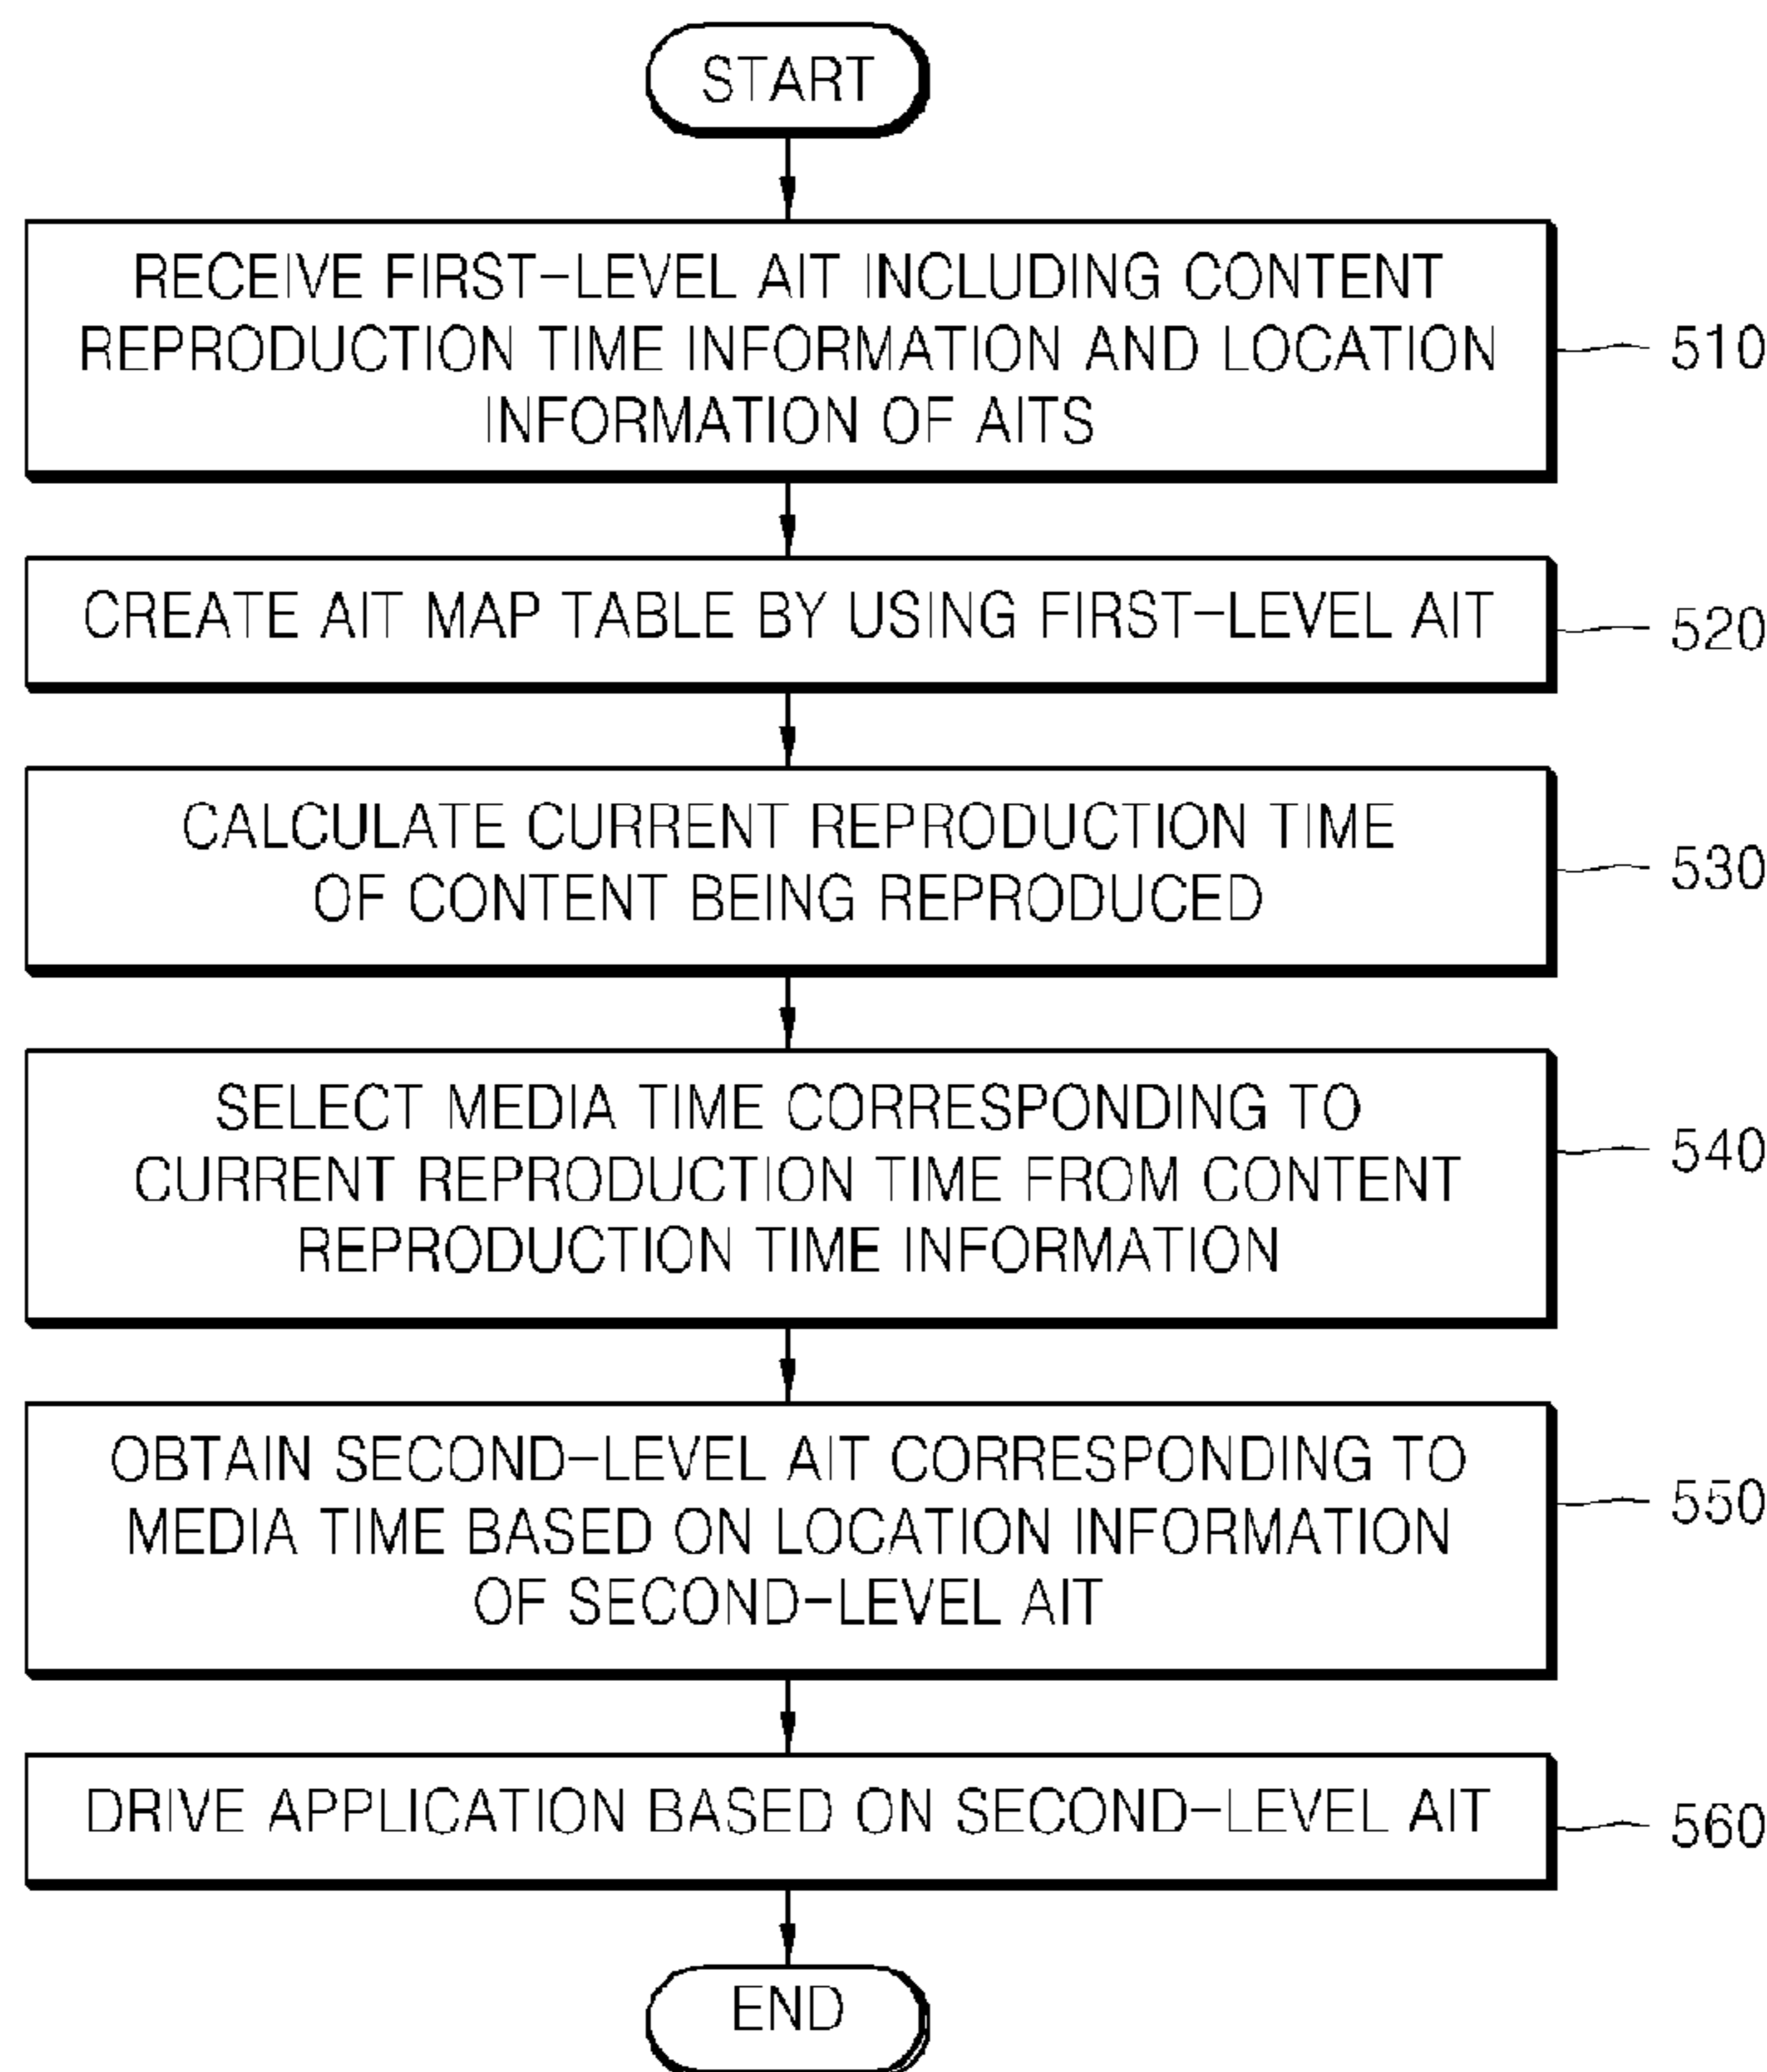 START
RECEIVE FIRST-LEVEL AIT INCLUDING CONTENT
REPRODUCTION TIME INFORMATION AND LOCATION
INFORMATION OF AITS
510
CREATE AIT MAP TABLE BY USING FIRST-LEVEL AIT
520
CALCULATE CURRENT REPRODUCTION TIME
OF CONTENT BEING REPRODUCED
530
SELECT MEDIA TIME CORRESPONDING TO
CURRENT REPRODUCTION TIME FROM CONTENT
REPRODUCTION TIME INFORMATION
540
OBTAIN SECOND-LEVEL AIT CORRESPONDING TO
MEDIA TIME BASED ON LOCATION INFORMATION
OF SECOND-LEVEL AIT
550
DRIVE APPLICATION BASED ON SECOND-LEVEL AIT
560
END